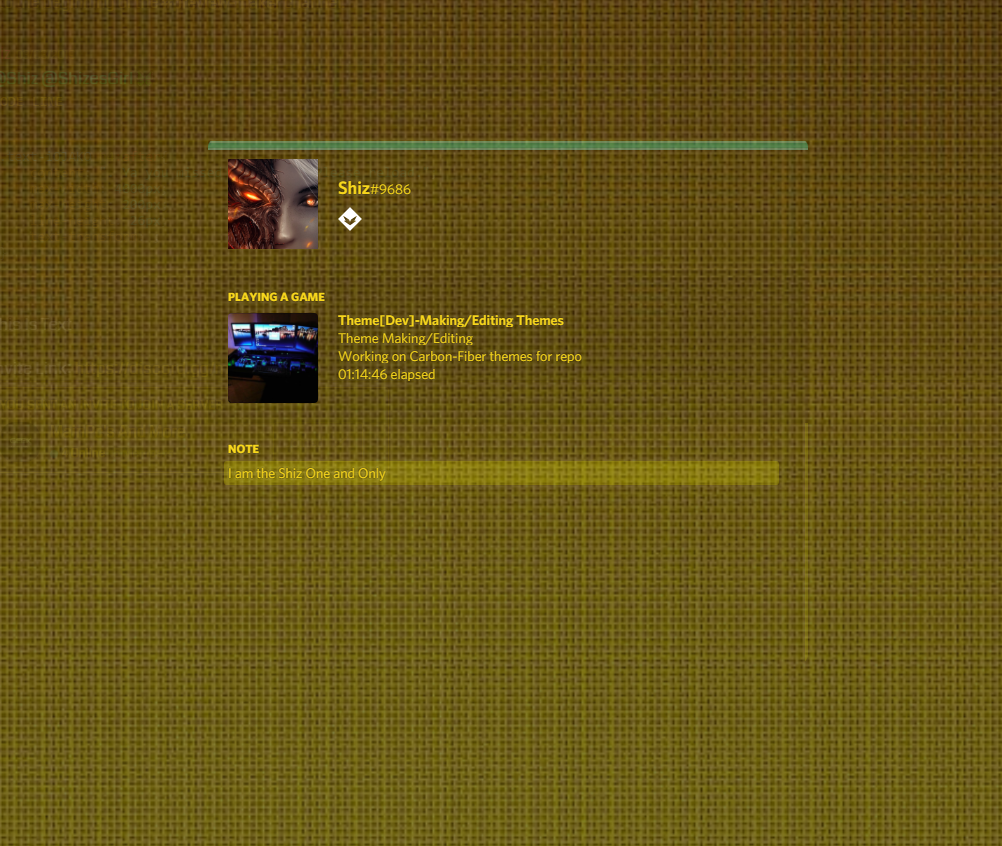 Shiz#9686
PLAYING A GAME
Theme[Dev]-Making/Editing Themes
Theme Making/Editing
Working on Carbon-Fiber themes for repo
01:14:46 elapsed
NOTE
I am the Shiz One and Only